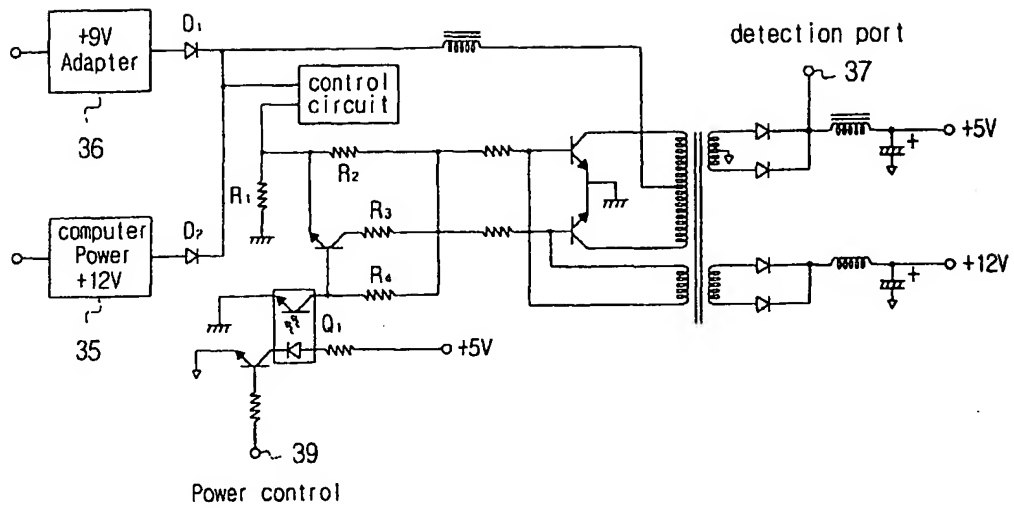 +9V
Adapter
D1
36
control
circuit
detection port
37
+5V
R1
R2
R3
R4
computer
Power
+12V
D2
35
+12V
Q1
+5V
39
Power control